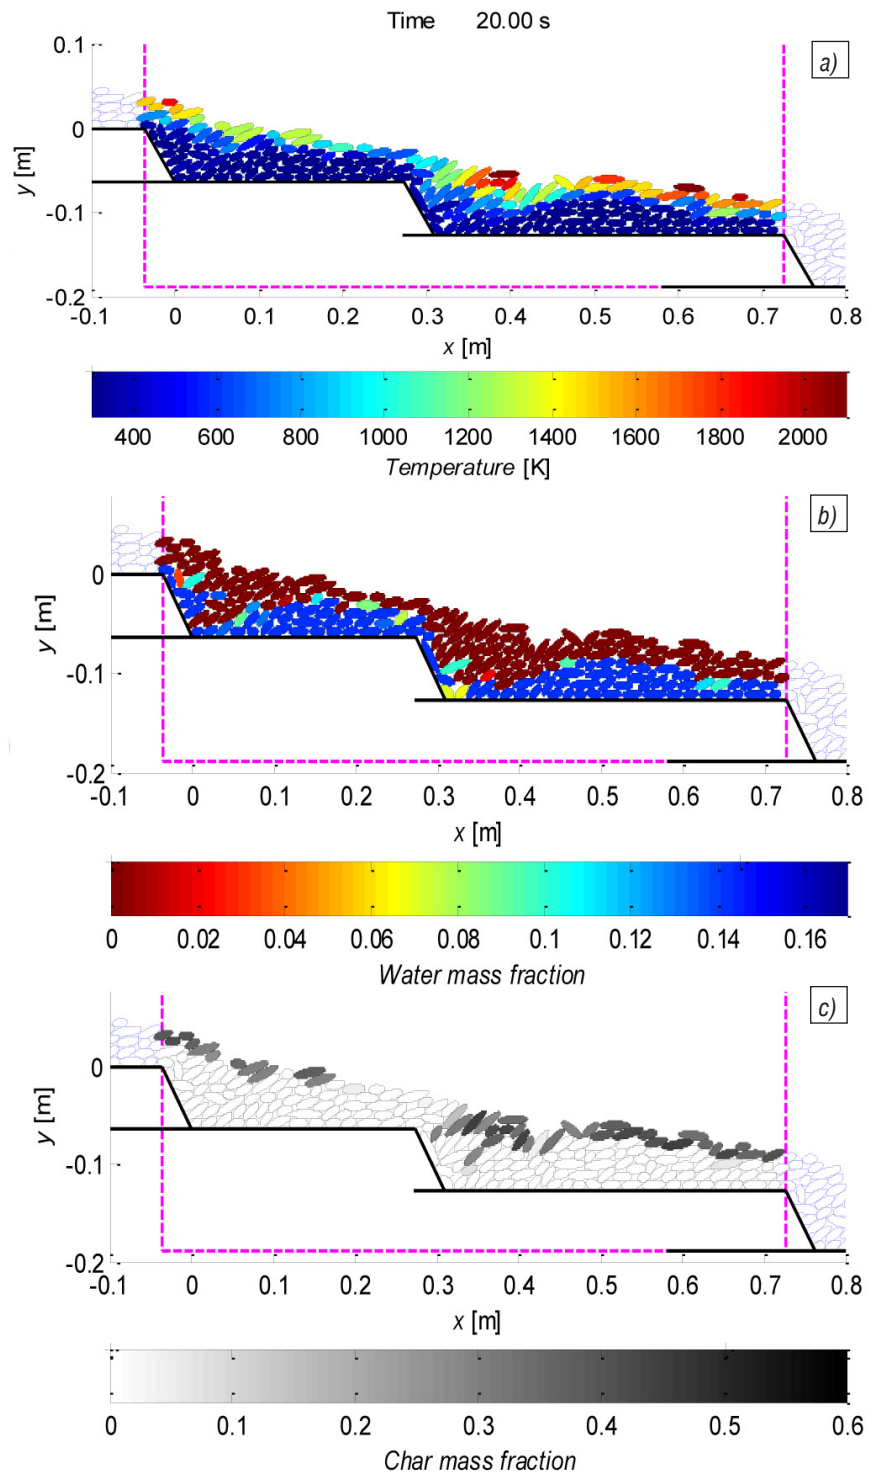 Time 20.00 s
a)
0.1
0
-0.1
-0.2
y [m]
-0.1 0 0.1 0.2 0.3 0.4 0.5 0.6 0.7 0.8
x [m]
400 600 800 1000 1200 1400 1600 1800 2000
Temperature [K]
b)
0
-0.1
-0.2
y [m]
-0.1 0 0.1 0.2 0.3 0.4 0.5 0.6 0.7 0.8
x [m]
0 0.02 0.04 0.06 0.08 0.1 0.12 0.14 0.16
Water mass fraction
c)
0
-0.1
-0.2
y [m]
-0.1 0 0.1 0.2 0.3 0.4 0.5 0.6 0.7 0.8
x [m]
0 0.1 0.2 0.3 0.4 0.5 0.6
Char mass fraction